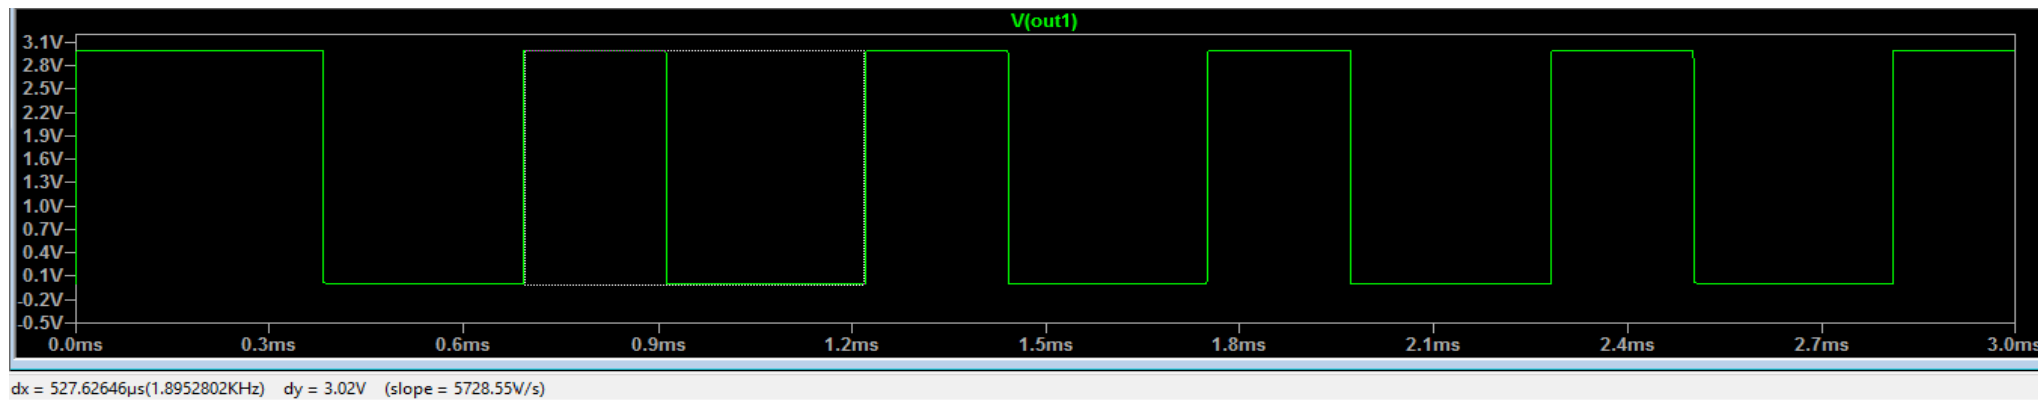 V(out1)
3.1V
2.8V
2.5V
2.2V
1.9V
1.6V
1.3V
1.0V
0.7V
0.4V
0.1V
-0.2V
-0.5V
0.0ms 0.3ms 0.6ms 0.9ms 1.2ms 1.5ms 1.8ms 2.1ms 2.4ms 2.7ms 3.0ms
dx = 527.62646µs(1.8952802KHz) dy = 3.02V (slope = 5728.55V/s)